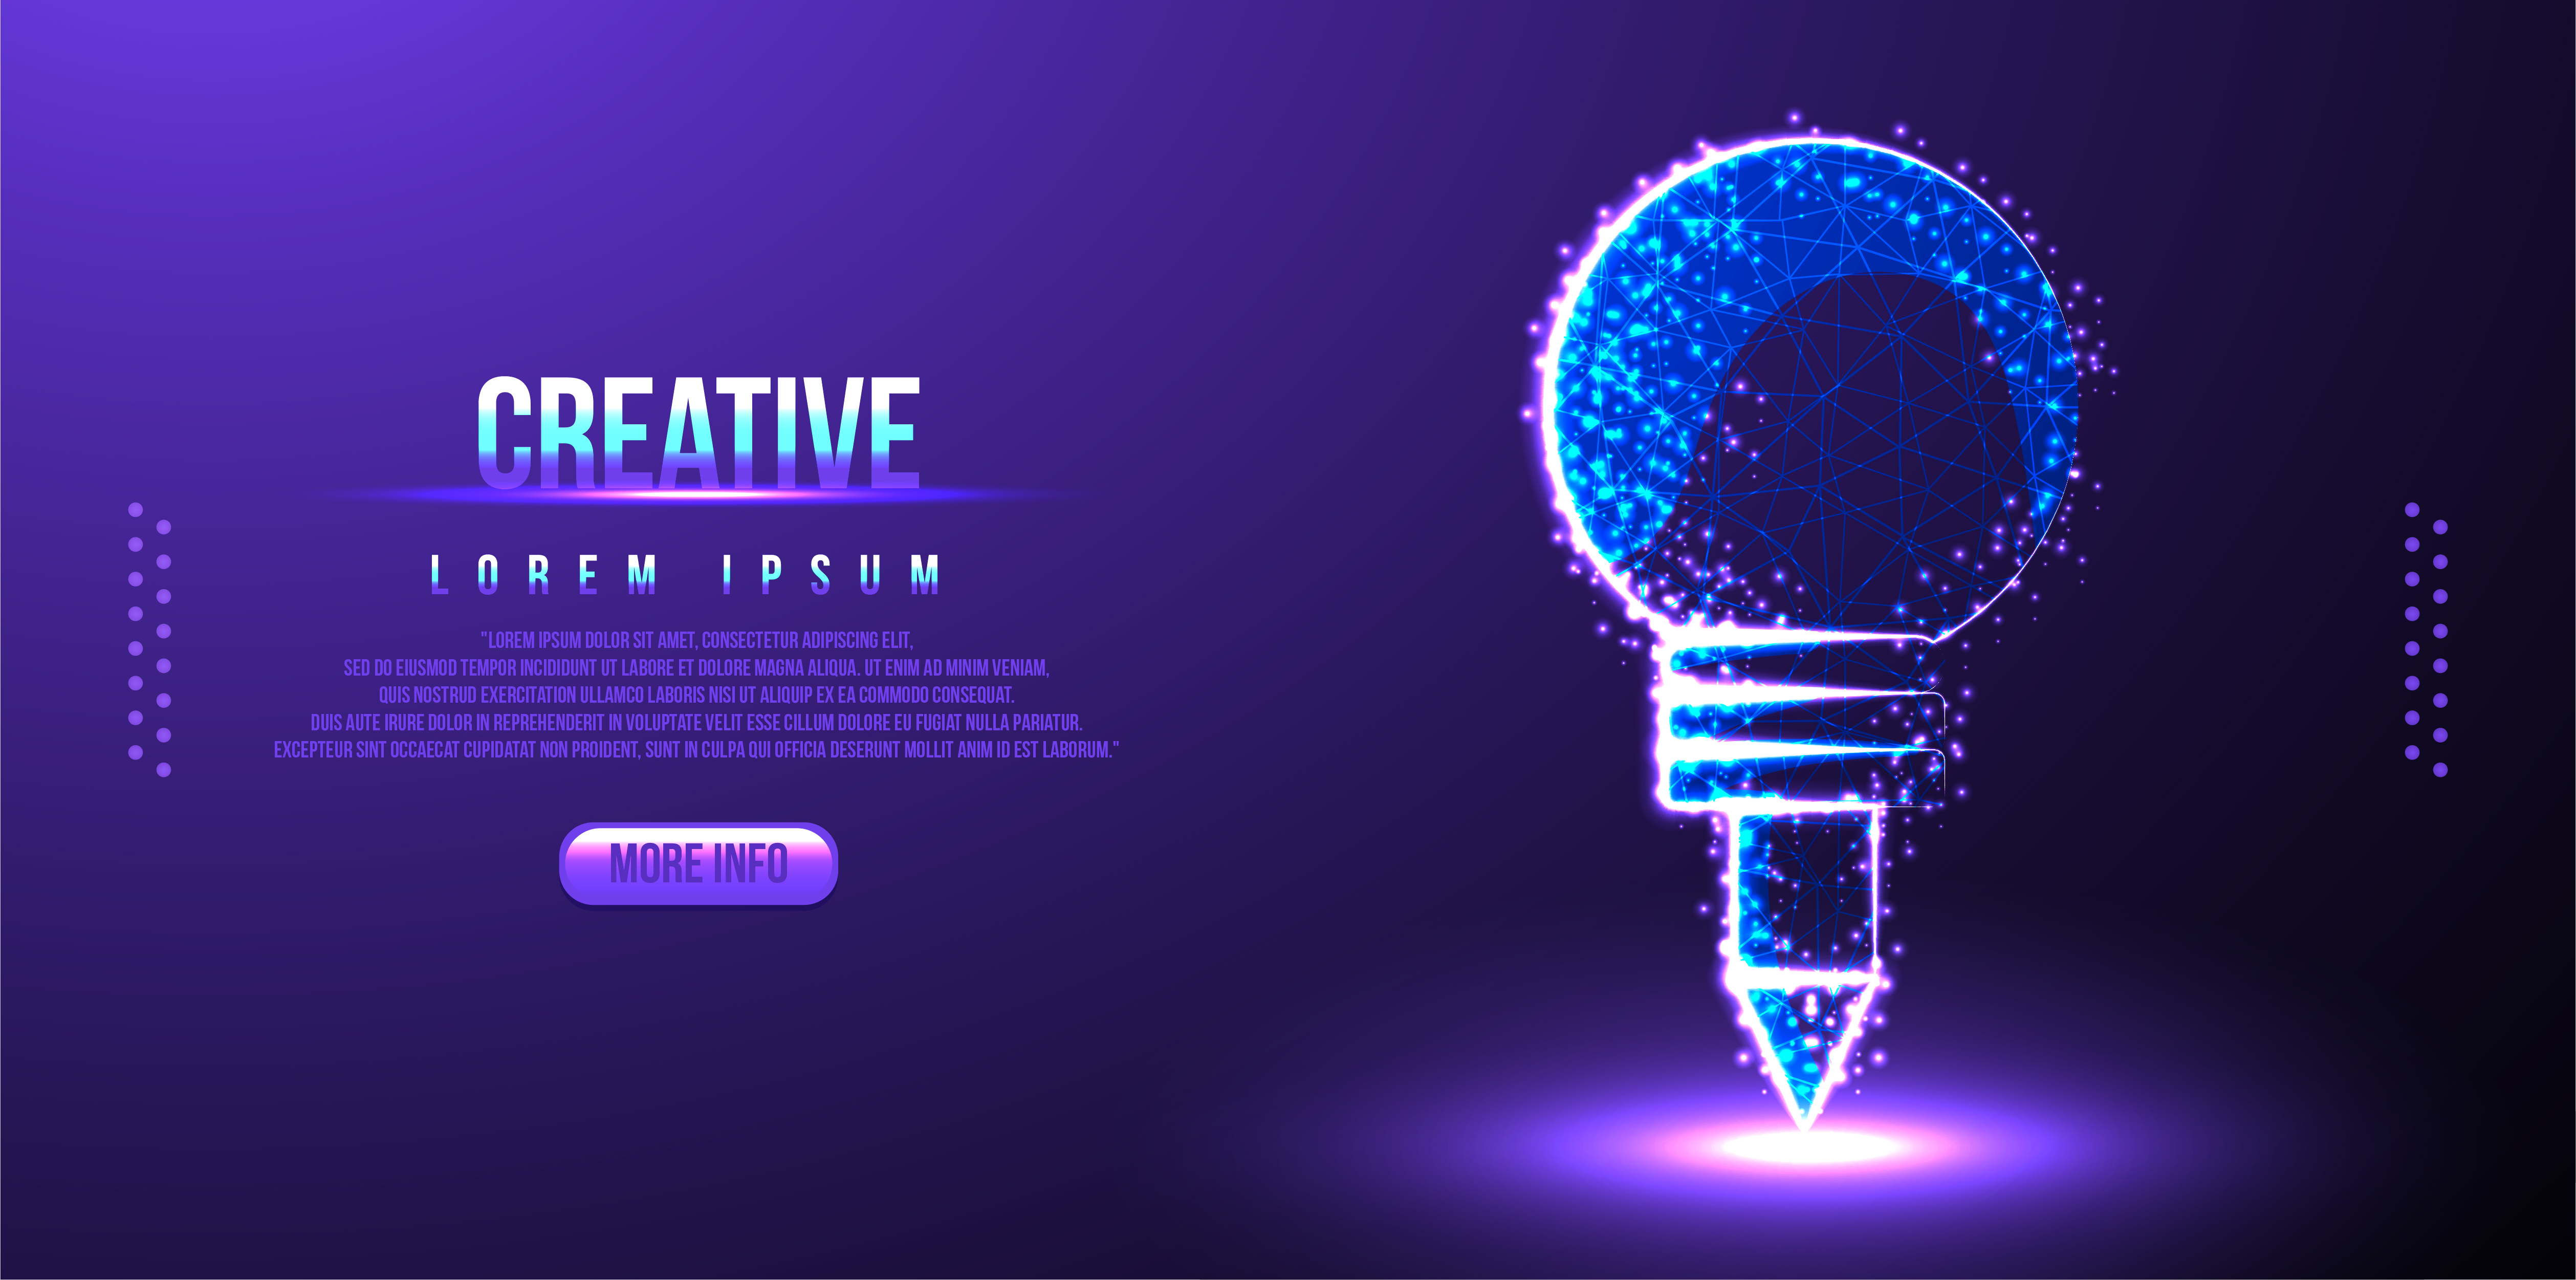 CREATIVE
LOREM IPSUM
"LOREM IPSUM DOLOR SIT AMET, CONSECTETUR ADIPISCING ELIT,
SED DO EIUSMOD TEMPOR INCIDIDUNT UT LABORE ET DOLORE MAGNA ALIQUA. UT ENIM AD MINIM VENIAM,
QUIS NOSTRUD EXERCITATION ULLAMCO LABORIS NISI UT ALIQUIP EX EA COMMODO CONSEQUAT.
DUIS AUTE IRURE DOLOR IN REPREHENDERIT IN VOLUPTATE VELIT ESSE CILLUM DOLORE EU FUGIAT NULLA PARIATUR.
EXCEPTEUR SINT OCCAECAT CUPIDATAT NON PROIDENT, SUNT IN CULPA QUI OFFICIA DESERUNT MOLLIT ANIM ID EST LABORUM."
MORE INFO